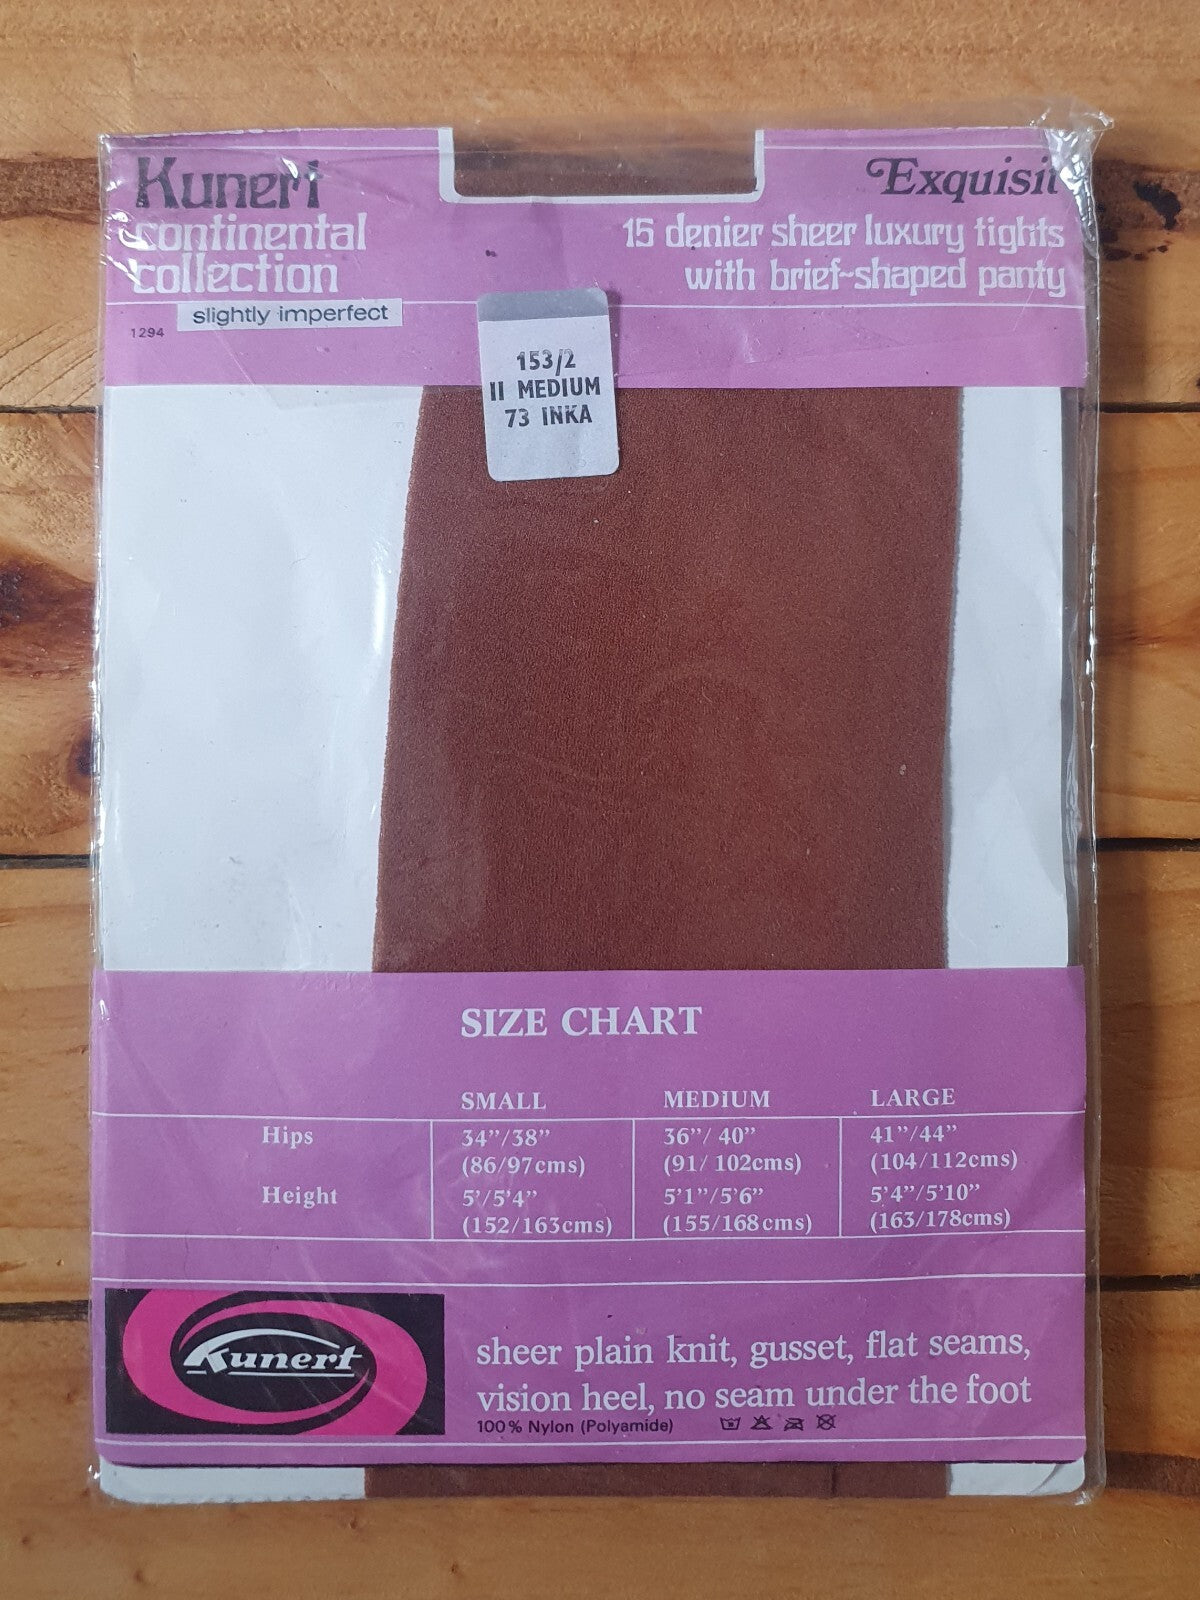 Kunert
continental
collection
slightly imperfect
1294
Exquisit
15 denier sheer luxury tights
with brief-shaped panty
153/2
II MEDIUM
73 INKA
SIZE CHART
SMALL MEDIUM LARGE
Hips 34”/38” 36”/ 40” 41”/44”
(86/97cms) (91/ 102cms) (104/112cms)
Height 5’/5’4” 5’1”/5’6” 5’4”/5’10”
(152/163cms) (155/168cms) (163/178cms)
Kunert
sheer plain knit, gusset, flat seams,
vision heel, no seam under the foot
100% Nylon (Polyamide)